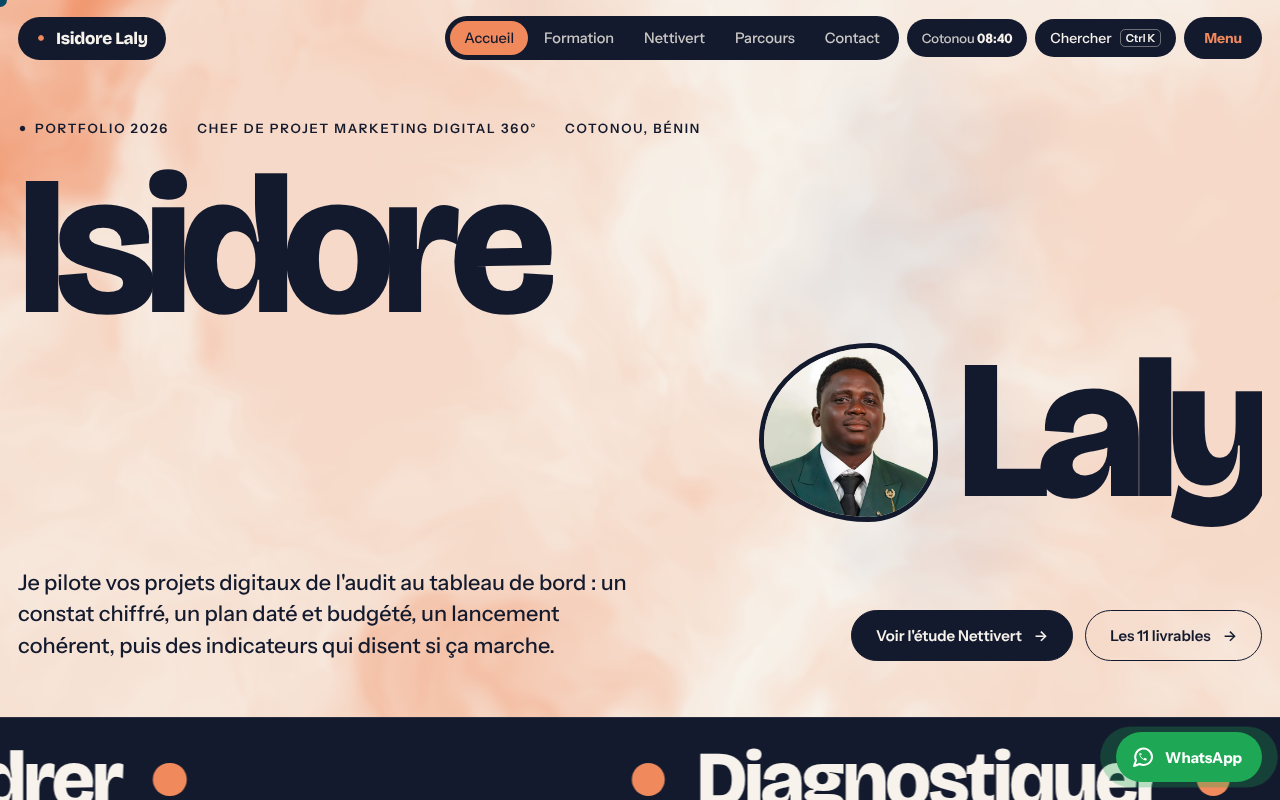 Isidore Laly
Accueil Formation Nettivert Parcours Contact
Cotonou 08:40
Chercher Ctrl K
Menu
PORTFOLIO 2026 CHEF DE PROJET MARKETING DIGITAL 360° COTONOU, BÉNIN
Isidore
Laly
Je pilote vos projets digitaux de l'audit au tableau de bord : un
constat chiffré, un plan daté et budgété, un lancement
cohérent, puis des indicateurs qui disent si ça marche.
Voir l'étude Nettivert →
Les 11 livrables →
drer Diagnostiquer
WhatsApp